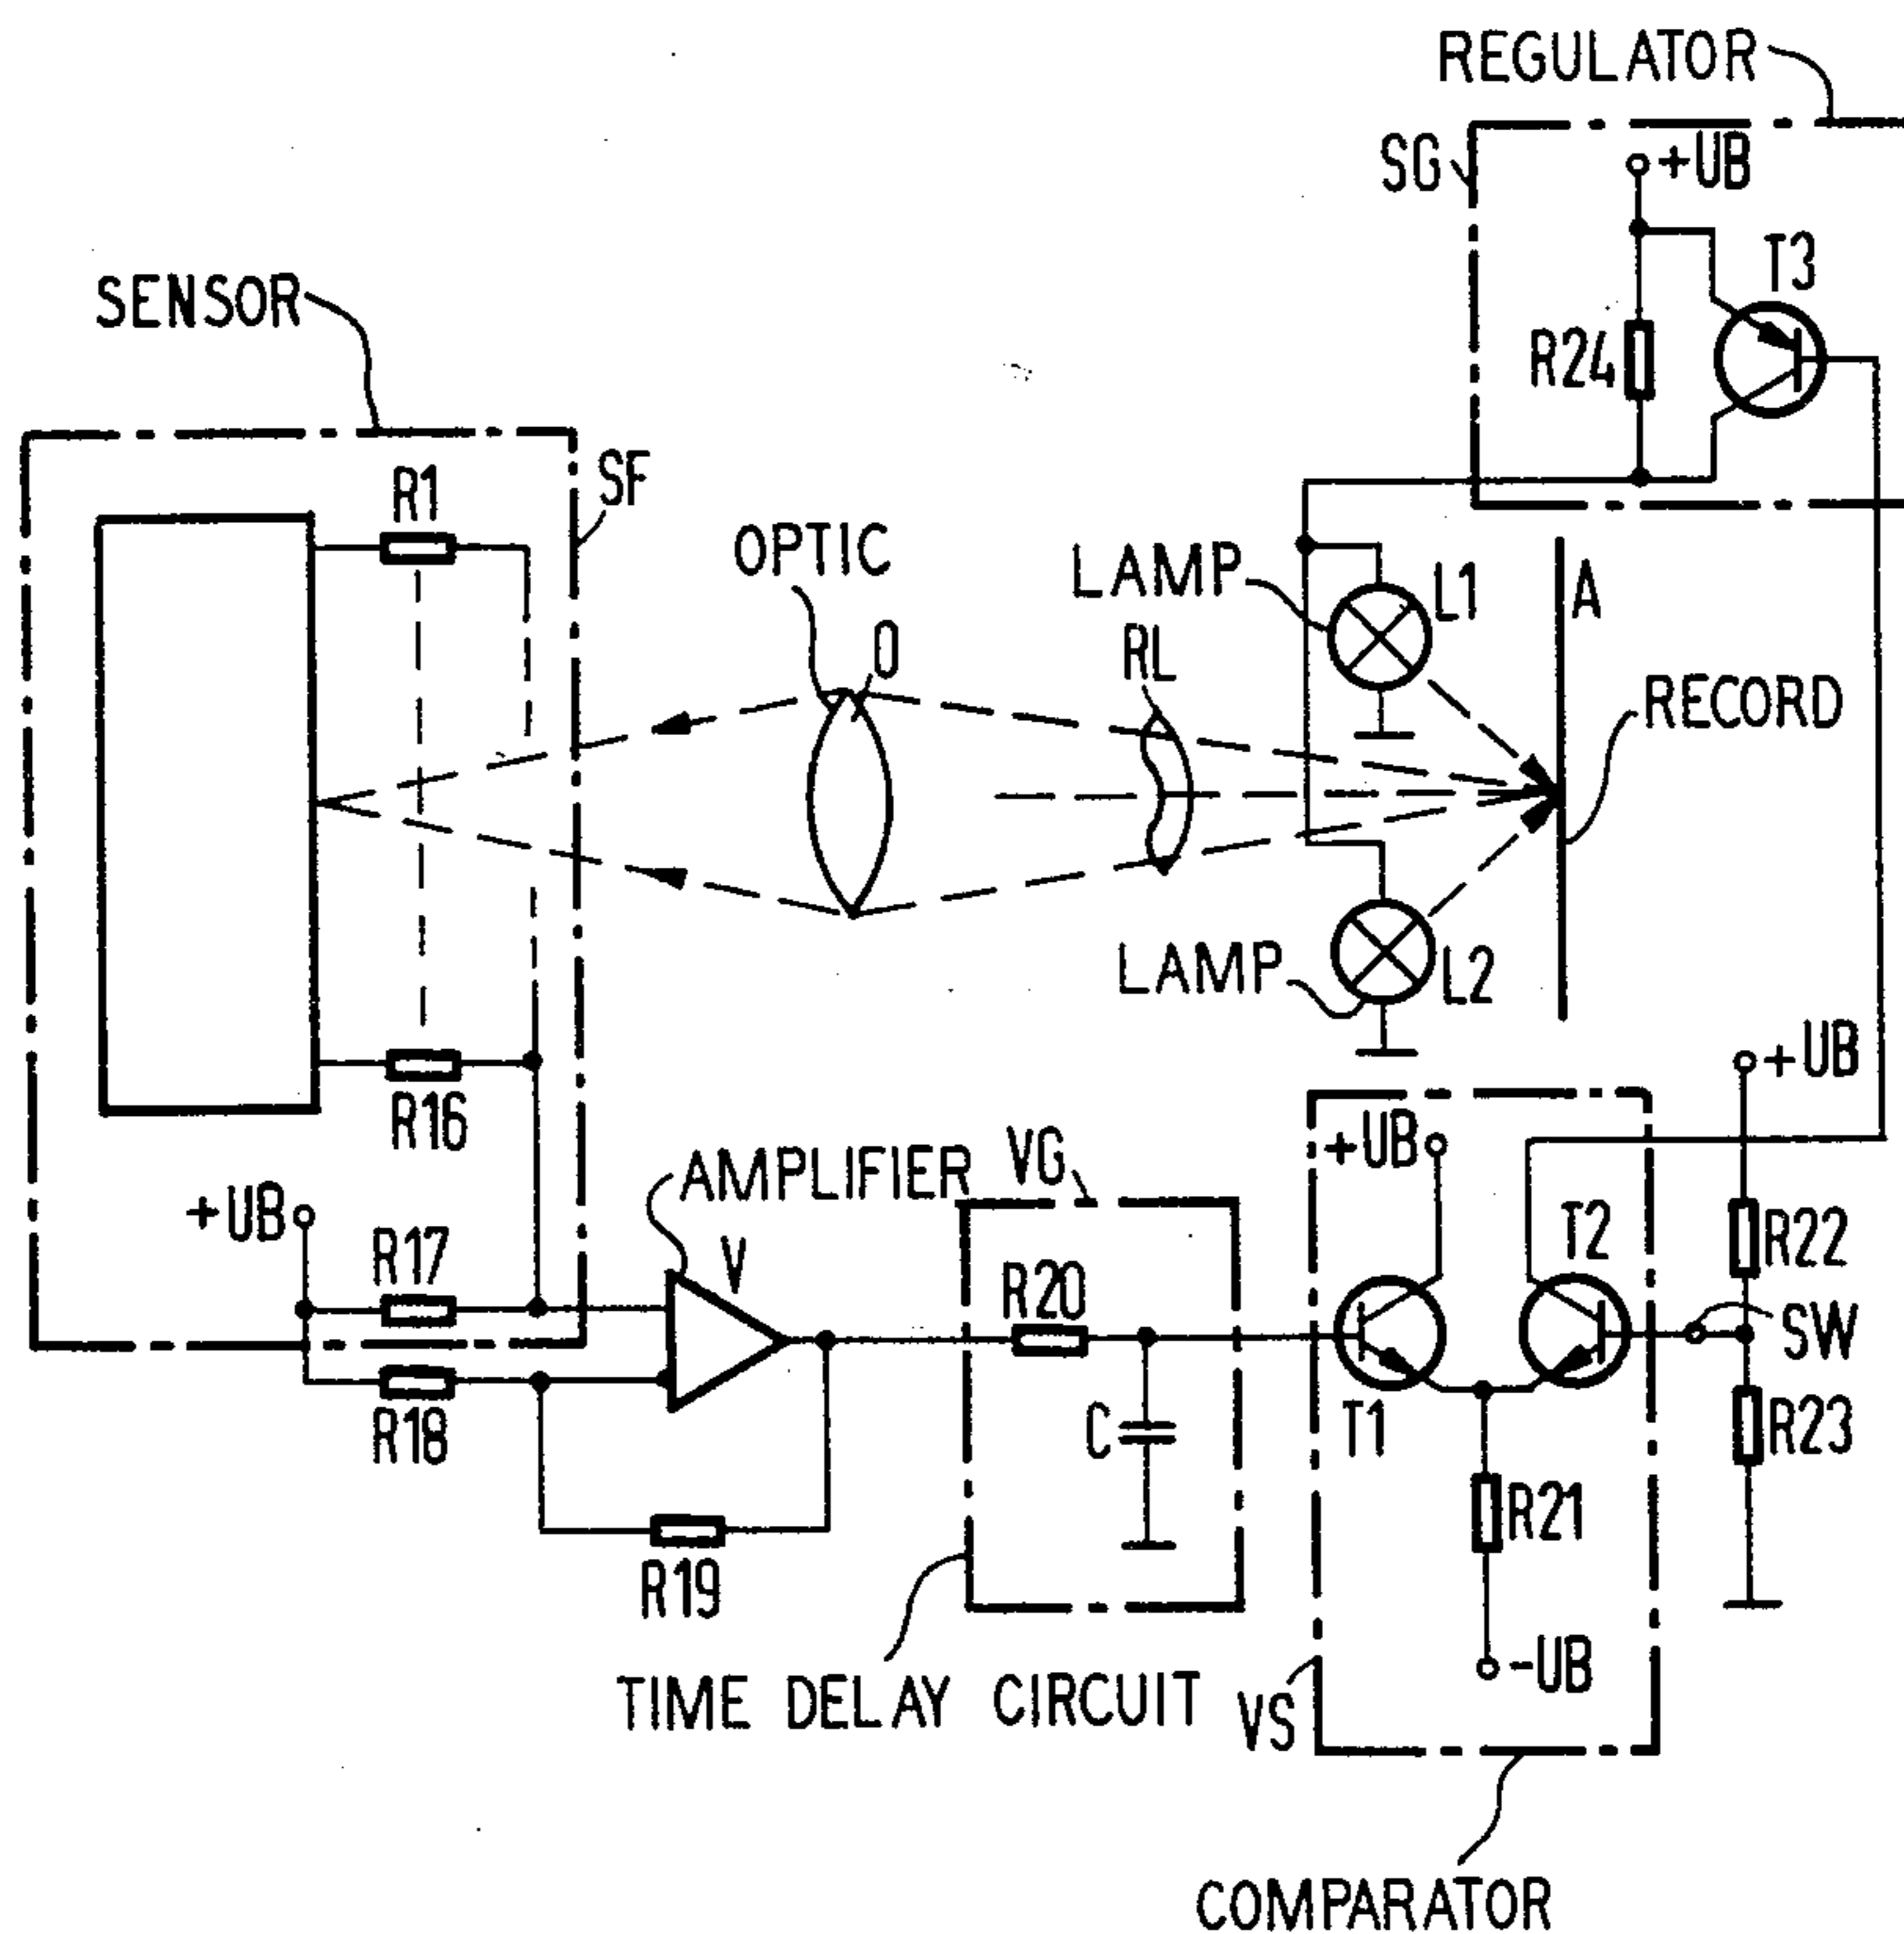 REGULATOR
SG
+UB
T3
R24
SENSOR
SF
R1
OPTIC
O
LAMP
L1
A
RL
RECORD
LAMP
L2
R16
+UB
+UB
AMPLIFIER
VG
+UB
R17
V
R20
T2
R22
SW
R18
C
T1
R23
R21
R19
-UB
TIME DELAY CIRCUIT
VS
COMPARATOR